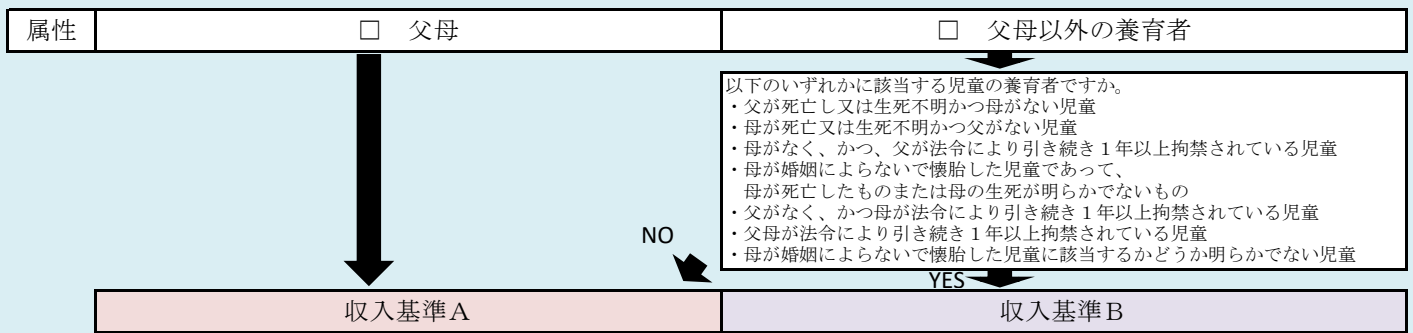 属性 □ 父母 □ 父母以外の養育者
以下のいずれかに該当する児童の養育者ですか。
・父が死亡し又は生死不明かつ母がない児童
・母が死亡又は生死不明かつ父がない児童
・母がなく、かつ、父が法令により引き続き１年以上拘禁されている児童
・母が婚姻によらないで懐胎した児童であって、
母が死亡したものまたは母の生死が明らかでないもの
・父がなく、かつ母が法令により引き続き１年以上拘禁されている児童
・父母が法令により引き続き１年以上拘禁されている児童
・母が婚姻によらないで懐胎した児童に該当するかどうか明らかでない児童
NO
YES
収入基準Ａ 収入基準Ｂ